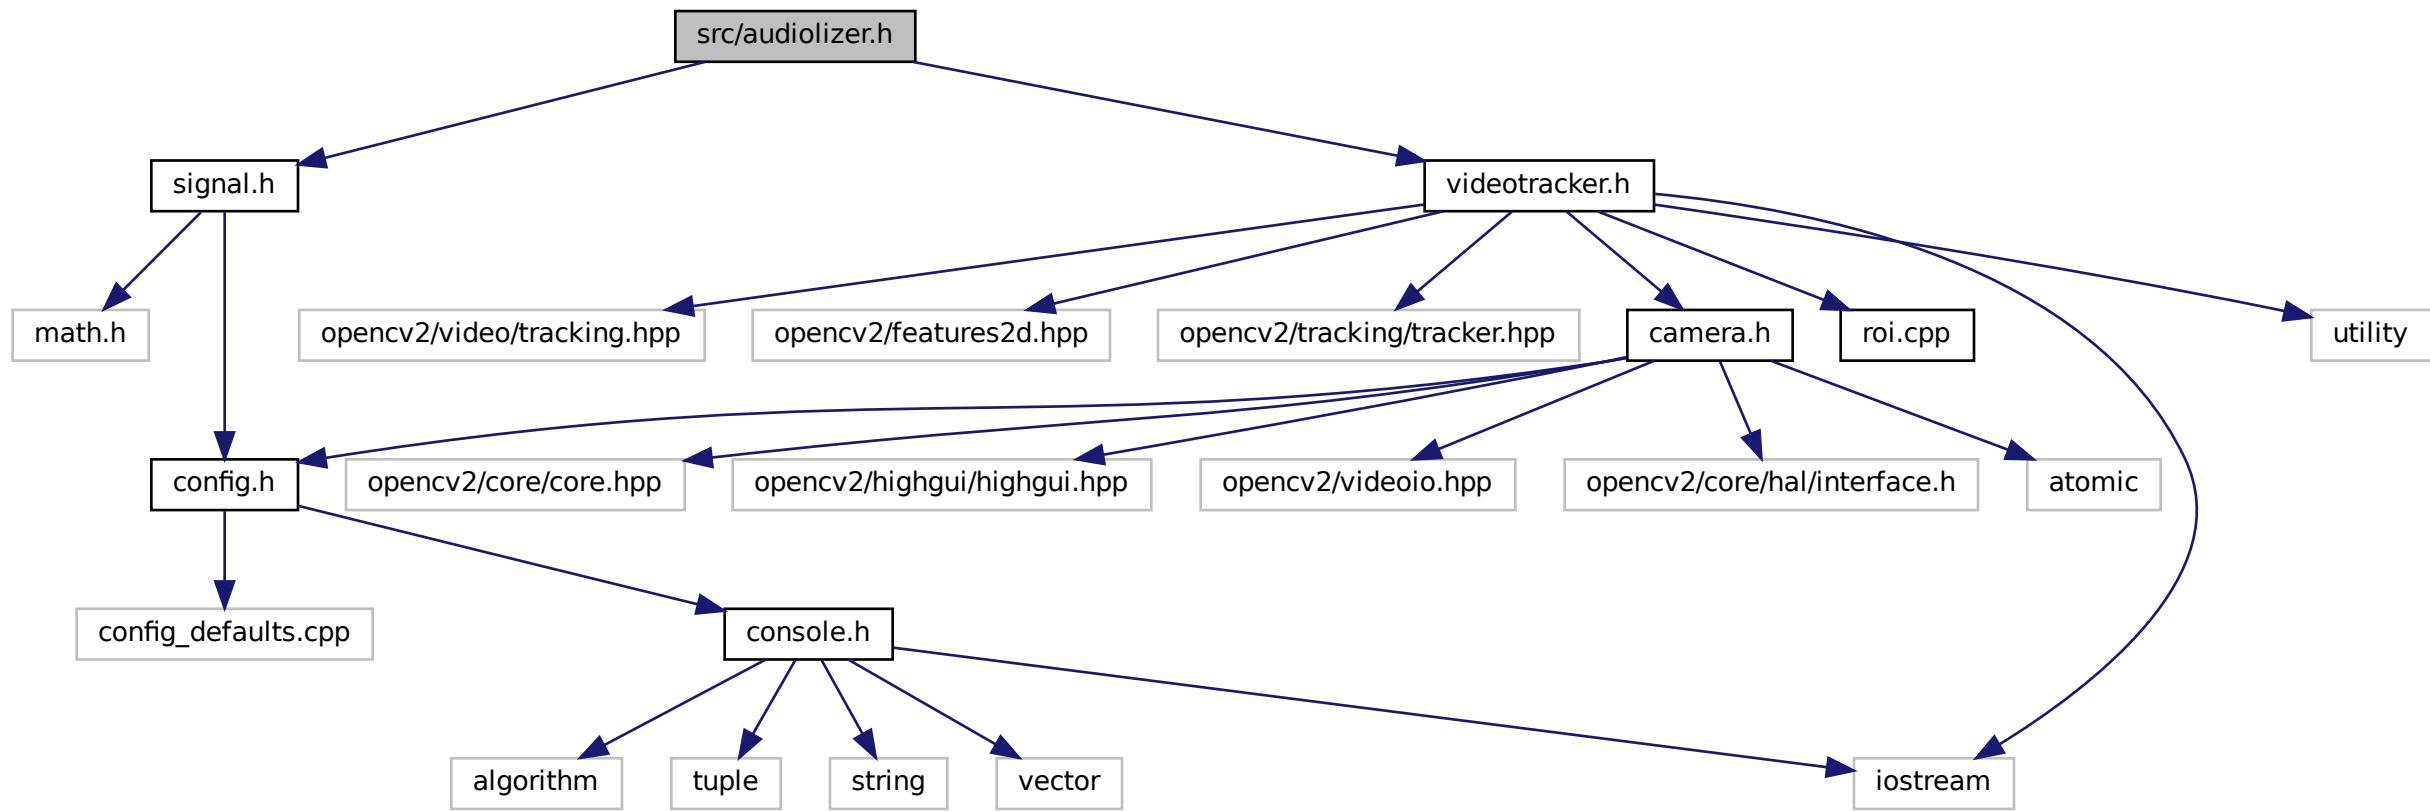 src/audiolizer.h
signal.h
videotracker.h
math.h
opencv2/video/tracking.hpp
opencv2/features2d.hpp
opencv2/tracking/tracker.hpp
camera.h
roi.cpp
utility
config.h
opencv2/core/core.hpp
opencv2/highgui/highgui.hpp
opencv2/videoio.hpp
opencv2/core/hal/interface.h
atomic
config_defaults.cpp
console.h
algorithm
tuple
string
vector
iostream